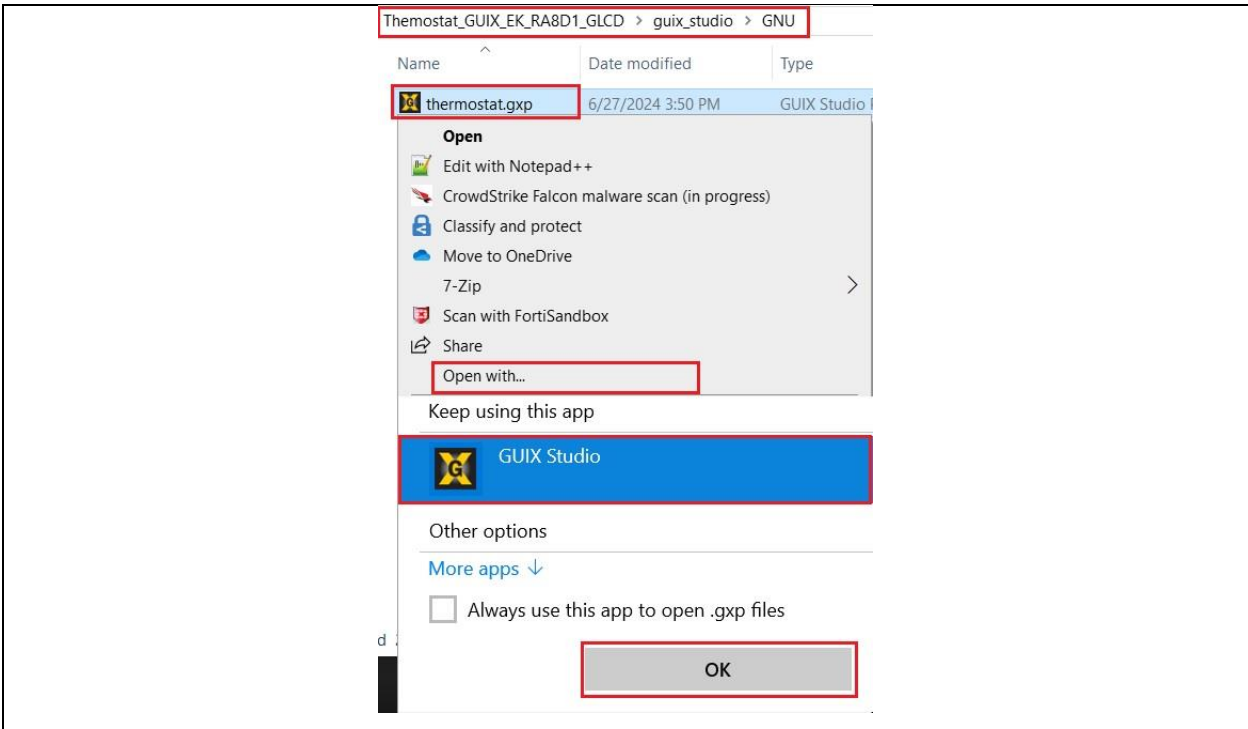 Themostat_GUIX_EK_RA8D1_GLCD > guix_studio > GNU
Name Date modified Type
thermostat.gxp 6/27/2024 3:50 PM GUIX Studio
Open
Edit with Notepad++
CrowdStrike Falcon malware scan (in progress)
Classify and protect
Move to OneDrive
7-Zip
Scan with FortiSandbox
Share
Open with...
Keep using this app
G GUIX Studio
Other options
More apps ↓
Always use this app to open .gxp files
d
OK